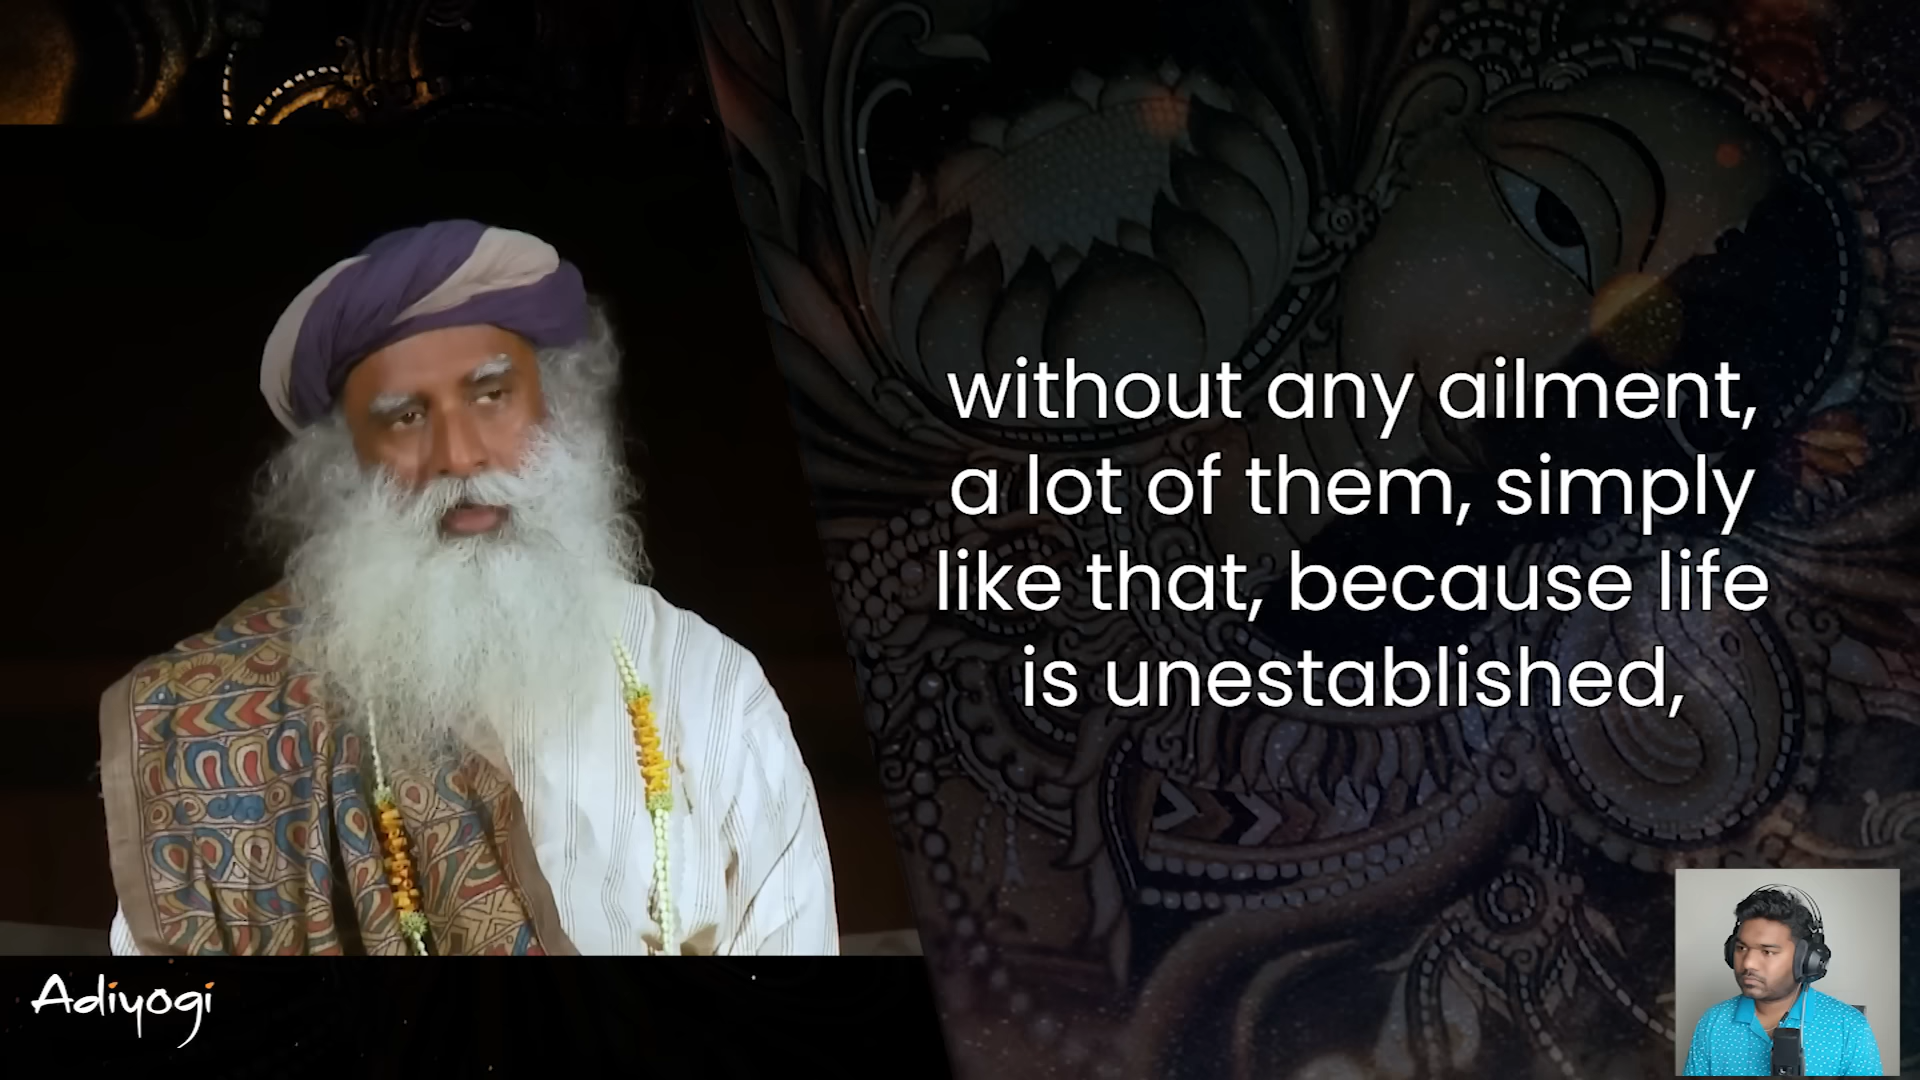 without any ailment,
a lot of them, simply
like that, because life
is unestablished,
Adiyogi